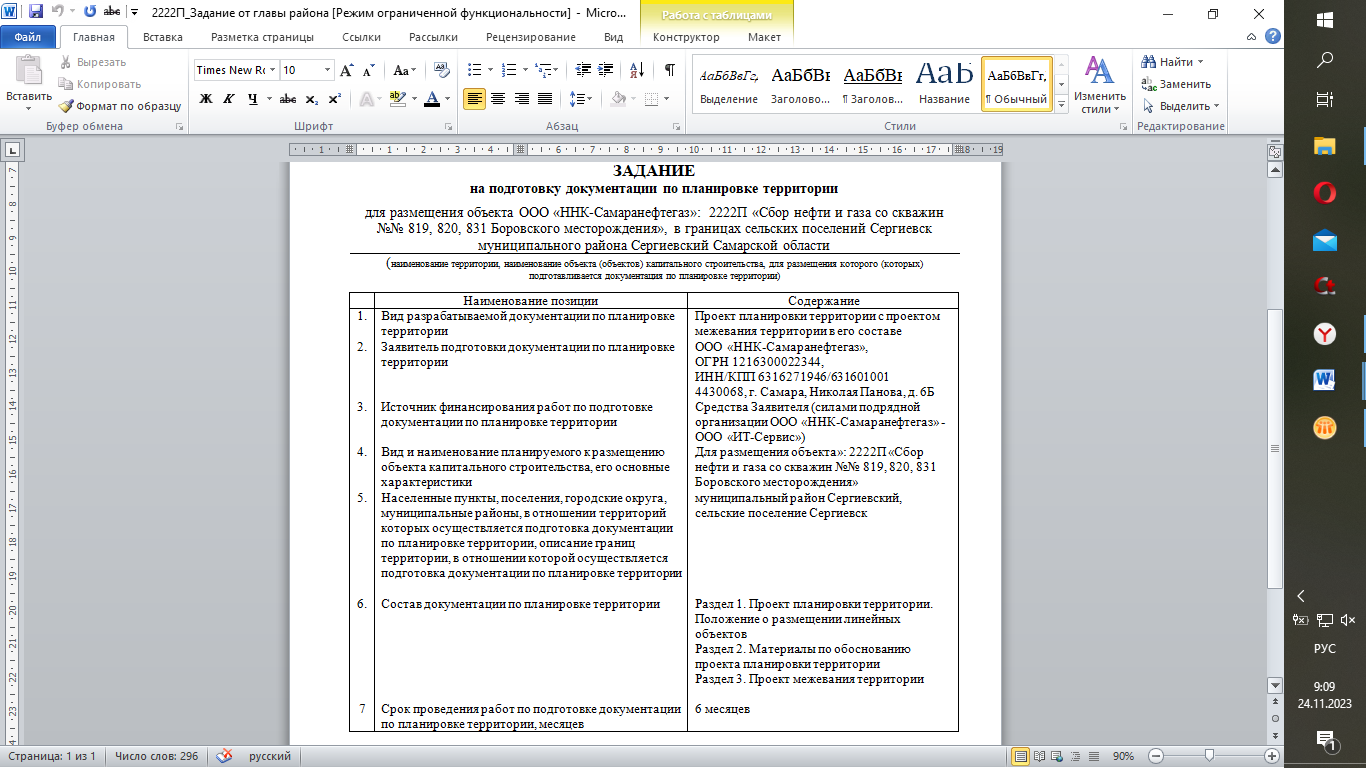 2222П_Задание от главы района [Режим ограниченной функциональности] - Micro...
Работа с таблицами
Файл
Главная
Вставка
Разметка страницы
Ссылки
Рассылки
Рецензирование
Вид
Конструктор
Макет
Вставить
Вырезать
Копировать
Формат по образцу
Буфер обмена
Times New Ro
10
Шрифт
Абзац
АаБбВвГг,
АаБбВв
АаБбВв
АаБ
АаБбВвГг,
Выделение
Заголово...
¶ Заголов...
Название
¶ Обычный
Стили
Изменить
стили
Найти
Заменить
Выделить
Редактирование
ЗАДАНИЕ
на подготовку документации по планировке территории
для размещения объекта ООО «ННК-Самаранефтегаз»: 2222П «Сбор нефти и газа со скважин
№№ 819, 820, 831 Боровского месторождения», в границах сельских поселений Сергиевск
муниципального района Сергиевский Самарской области
(наименование территории, наименование объекта (объектов) капитального строительства, для размещения которого (которых)
подготавливается документация по планировке территории)
Наименование позиции
Содержание
1. Вид разрабатываемой документации по планировке
территории
Проект планировки территории с проектом
межевания территории в его составе
2. Заявитель подготовки документации по планировке
территории
ООО «ННК-Самаранефтегаз»,
ОГРН 1216300022344,
ИНН/КПП 6316271946/631601001
4430068, г. Самара, Николая Панова, д. 6Б
3. Источник финансирования работ по подготовке
документации по планировке территории
Средства Заявителя (силами подрядной
организации ООО «ННК-Самаранефтегаз» -
ООО «ИТ-Сервис»)
4. Вид и наименование планируемого к размещению
объекта капитального строительства, его основные
характеристики
Для размещения объекта»: 2222П «Сбор
нефти и газа со скважин №№ 819, 820, 831
Боровского месторождения»
5. Населенные пункты, поселения, городские округа,
муниципальные районы, в отношении территорий
которых осуществляется подготовка документации
по планировке территории, описание границ
территории, в отношении которой осуществляется
подготовка документации по планировке территории
муниципальный район Сергиевский,
сельские поселение Сергиевск
6. Состав документации по планировке территории
Раздел 1. Проект планировки территории.
Положение о размещении линейных
объектов
Раздел 2. Материалы по обоснованию
проекта планировки территории
Раздел 3. Проект межевания территории
7 Срок проведения работ по подготовке документации
по планировке территории, месяцев
6 месяцев
Страница: 1 из 1
Число слов: 296
русский
90%
РУС
9:09
24.11.2023
1